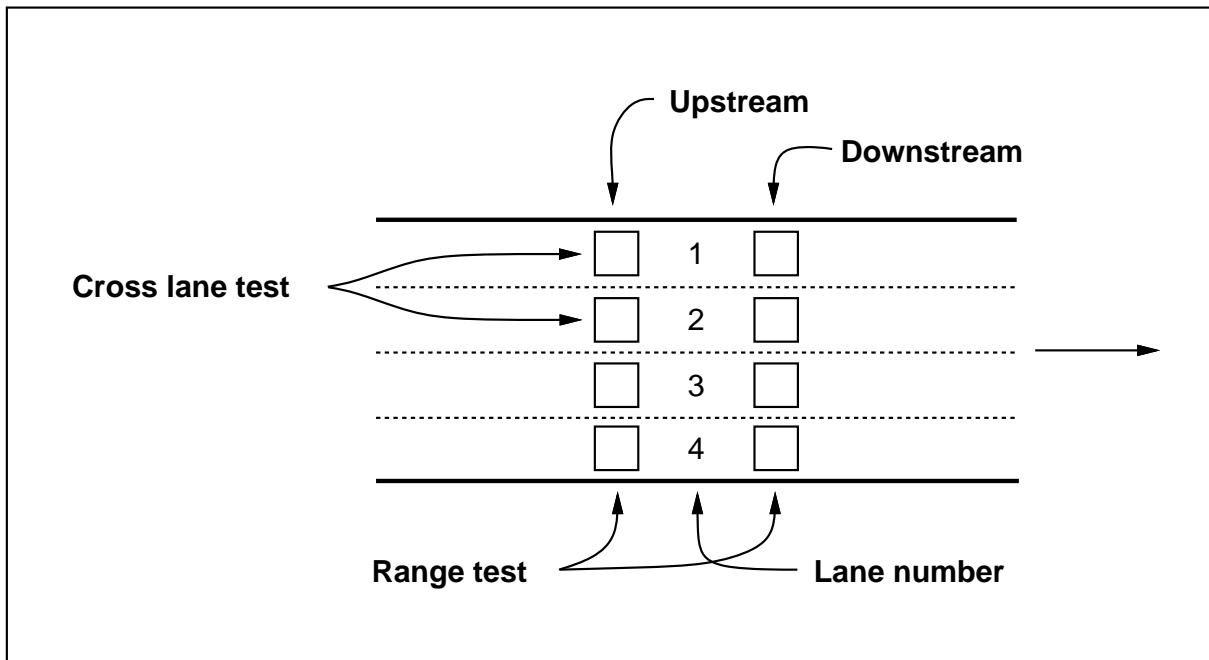 Upstream
Downstream
1
Cross lane test
2
3
4
Range test
Lane number